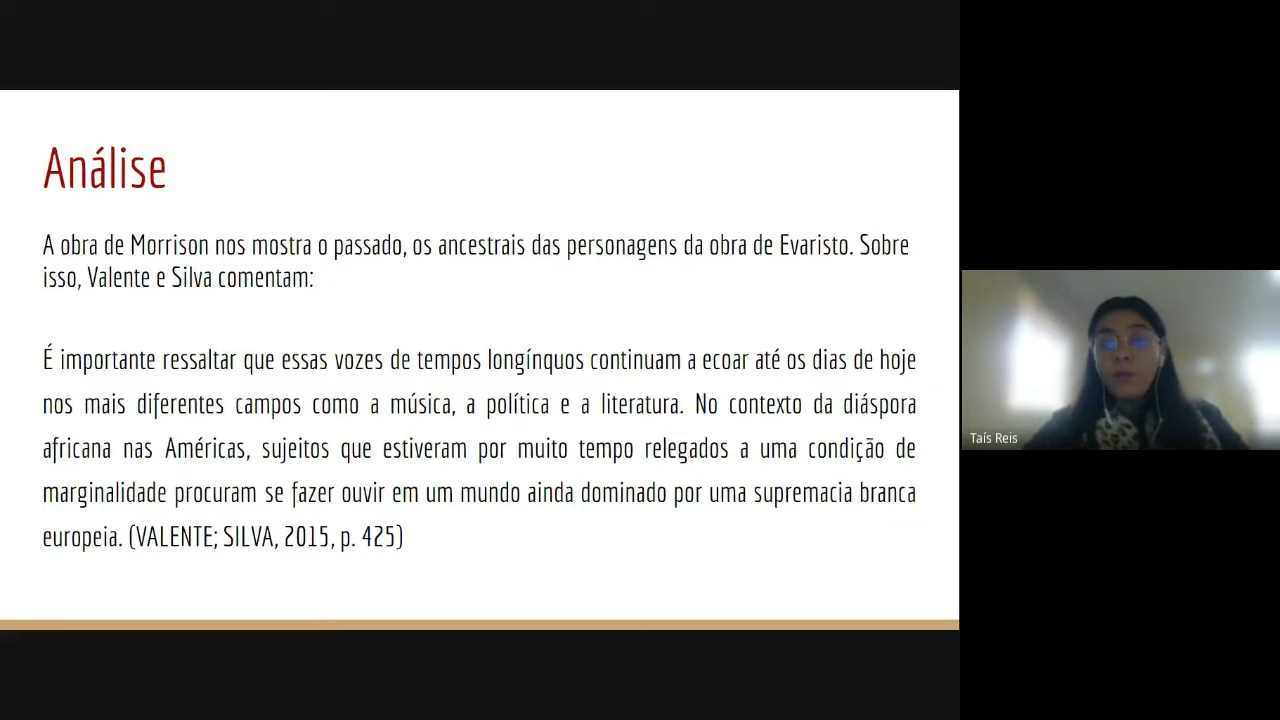 Análise
A obra de Morrison nos mostra o passado, os ancestrais das personagens da obra de Evaristo. Sobre
isso, Valente e Silva comentam:
É importante ressaltar que essas vozes de tempos longínquos continuam a ecoar até os dias de hoje
nos mais diferentes campos como a música, a política e a literatura. No contexto da diáspora
africana nas Américas, sujeitos que estiveram por muito tempo relegados a uma condição de
marginalidade procuram se fazer ouvir em um mundo ainda dominado por uma supremacia branca
europeia. (VALENTE; SILVA, 2015, p. 425)
Taís Reis